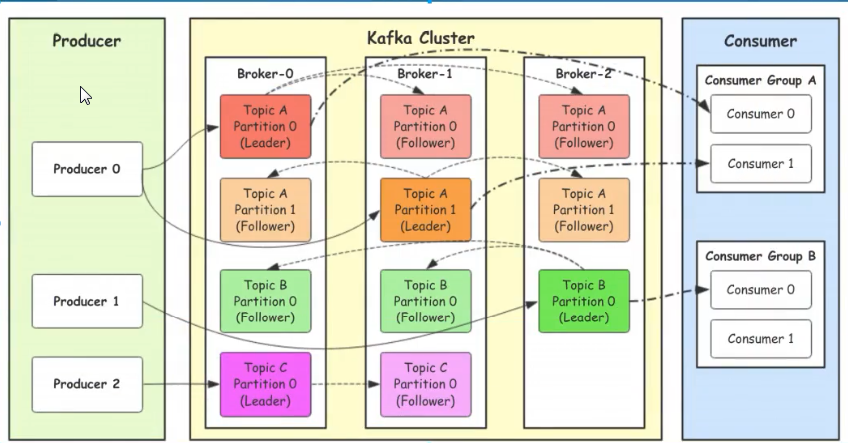 Producer
Kafka Cluster
Consumer
Broker-0
Broker-1
Broker-2
Consumer Group A
Topic A
Partition 0
(Leader)
Topic A
Partition 0
(Follower)
Topic A
Partition 0
(Follower)
Consumer 0
Producer 0
Consumer 1
Topic A
Partition 1
(Follower)
Topic A
Partition 1
(Leader)
Topic A
Partition 1
(Follower)
Consumer Group B
Producer 1
Topic B
Partition 0
(Follower)
Topic B
Partition 0
(Follower)
Topic B
Partition 0
(Leader)
Consumer 0
Consumer 1
Producer 2
Topic C
Partition 0
(Leader)
Topic C
Partition 0
(Follower)